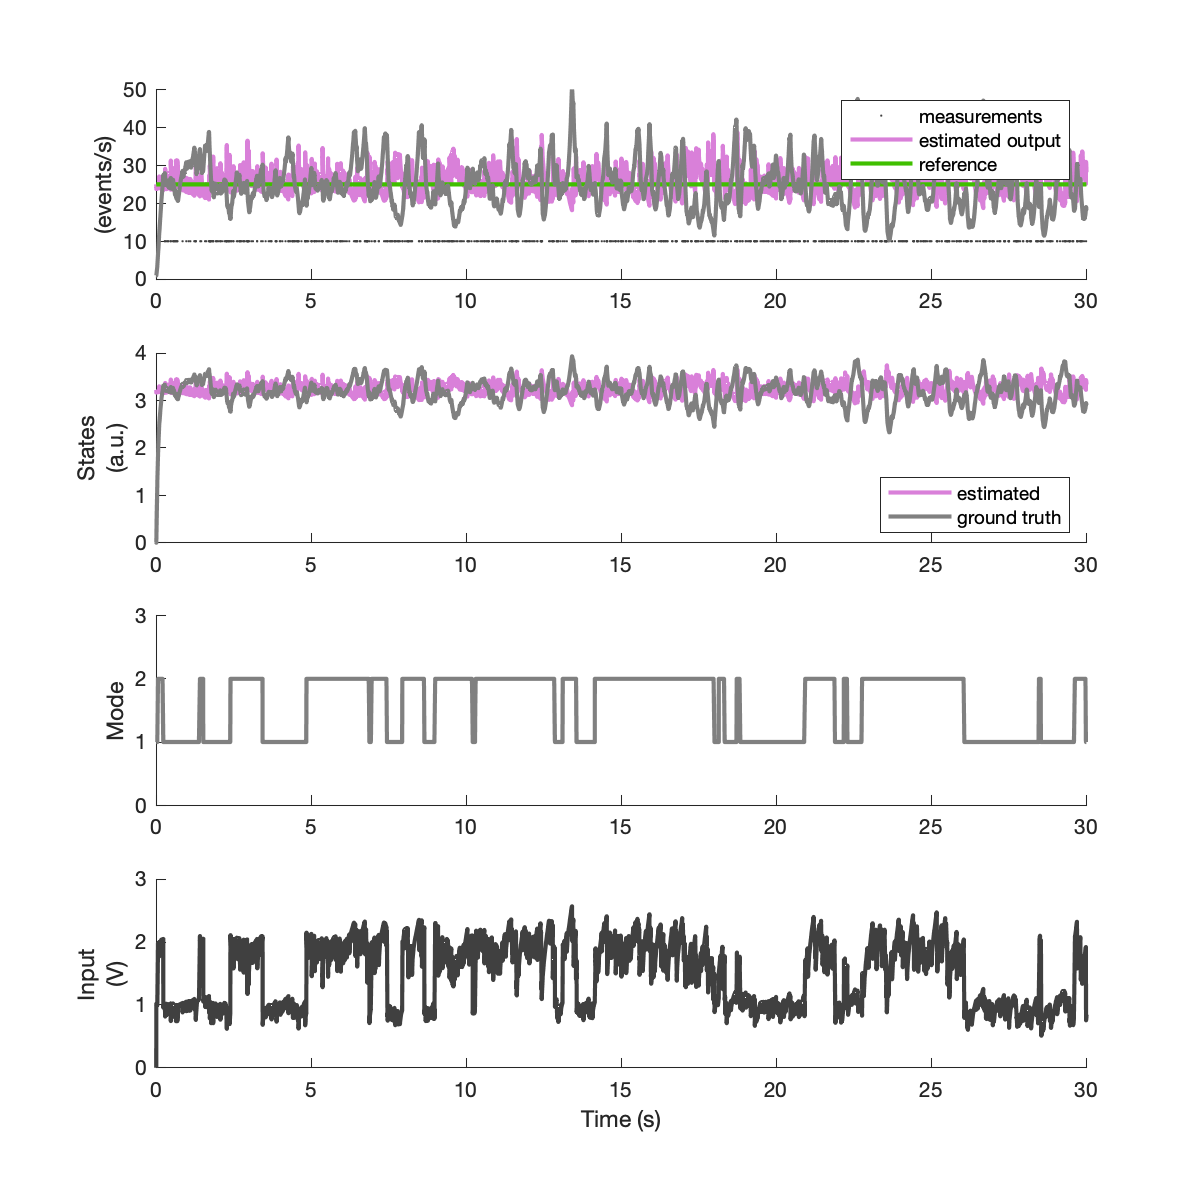 50
40
30
20
10
0
(events/s)
measurements
estimated output
reference
0 5 10 15 20 25 30
4
3
2
1
0
States
(a.u.)
estimated
ground truth
0 5 10 15 20 25 30
3
2
1
0
Mode
0 5 10 15 20 25 30
3
2
1
0
Input
(V)
0 5 10 15 20 25 30
Time (s)